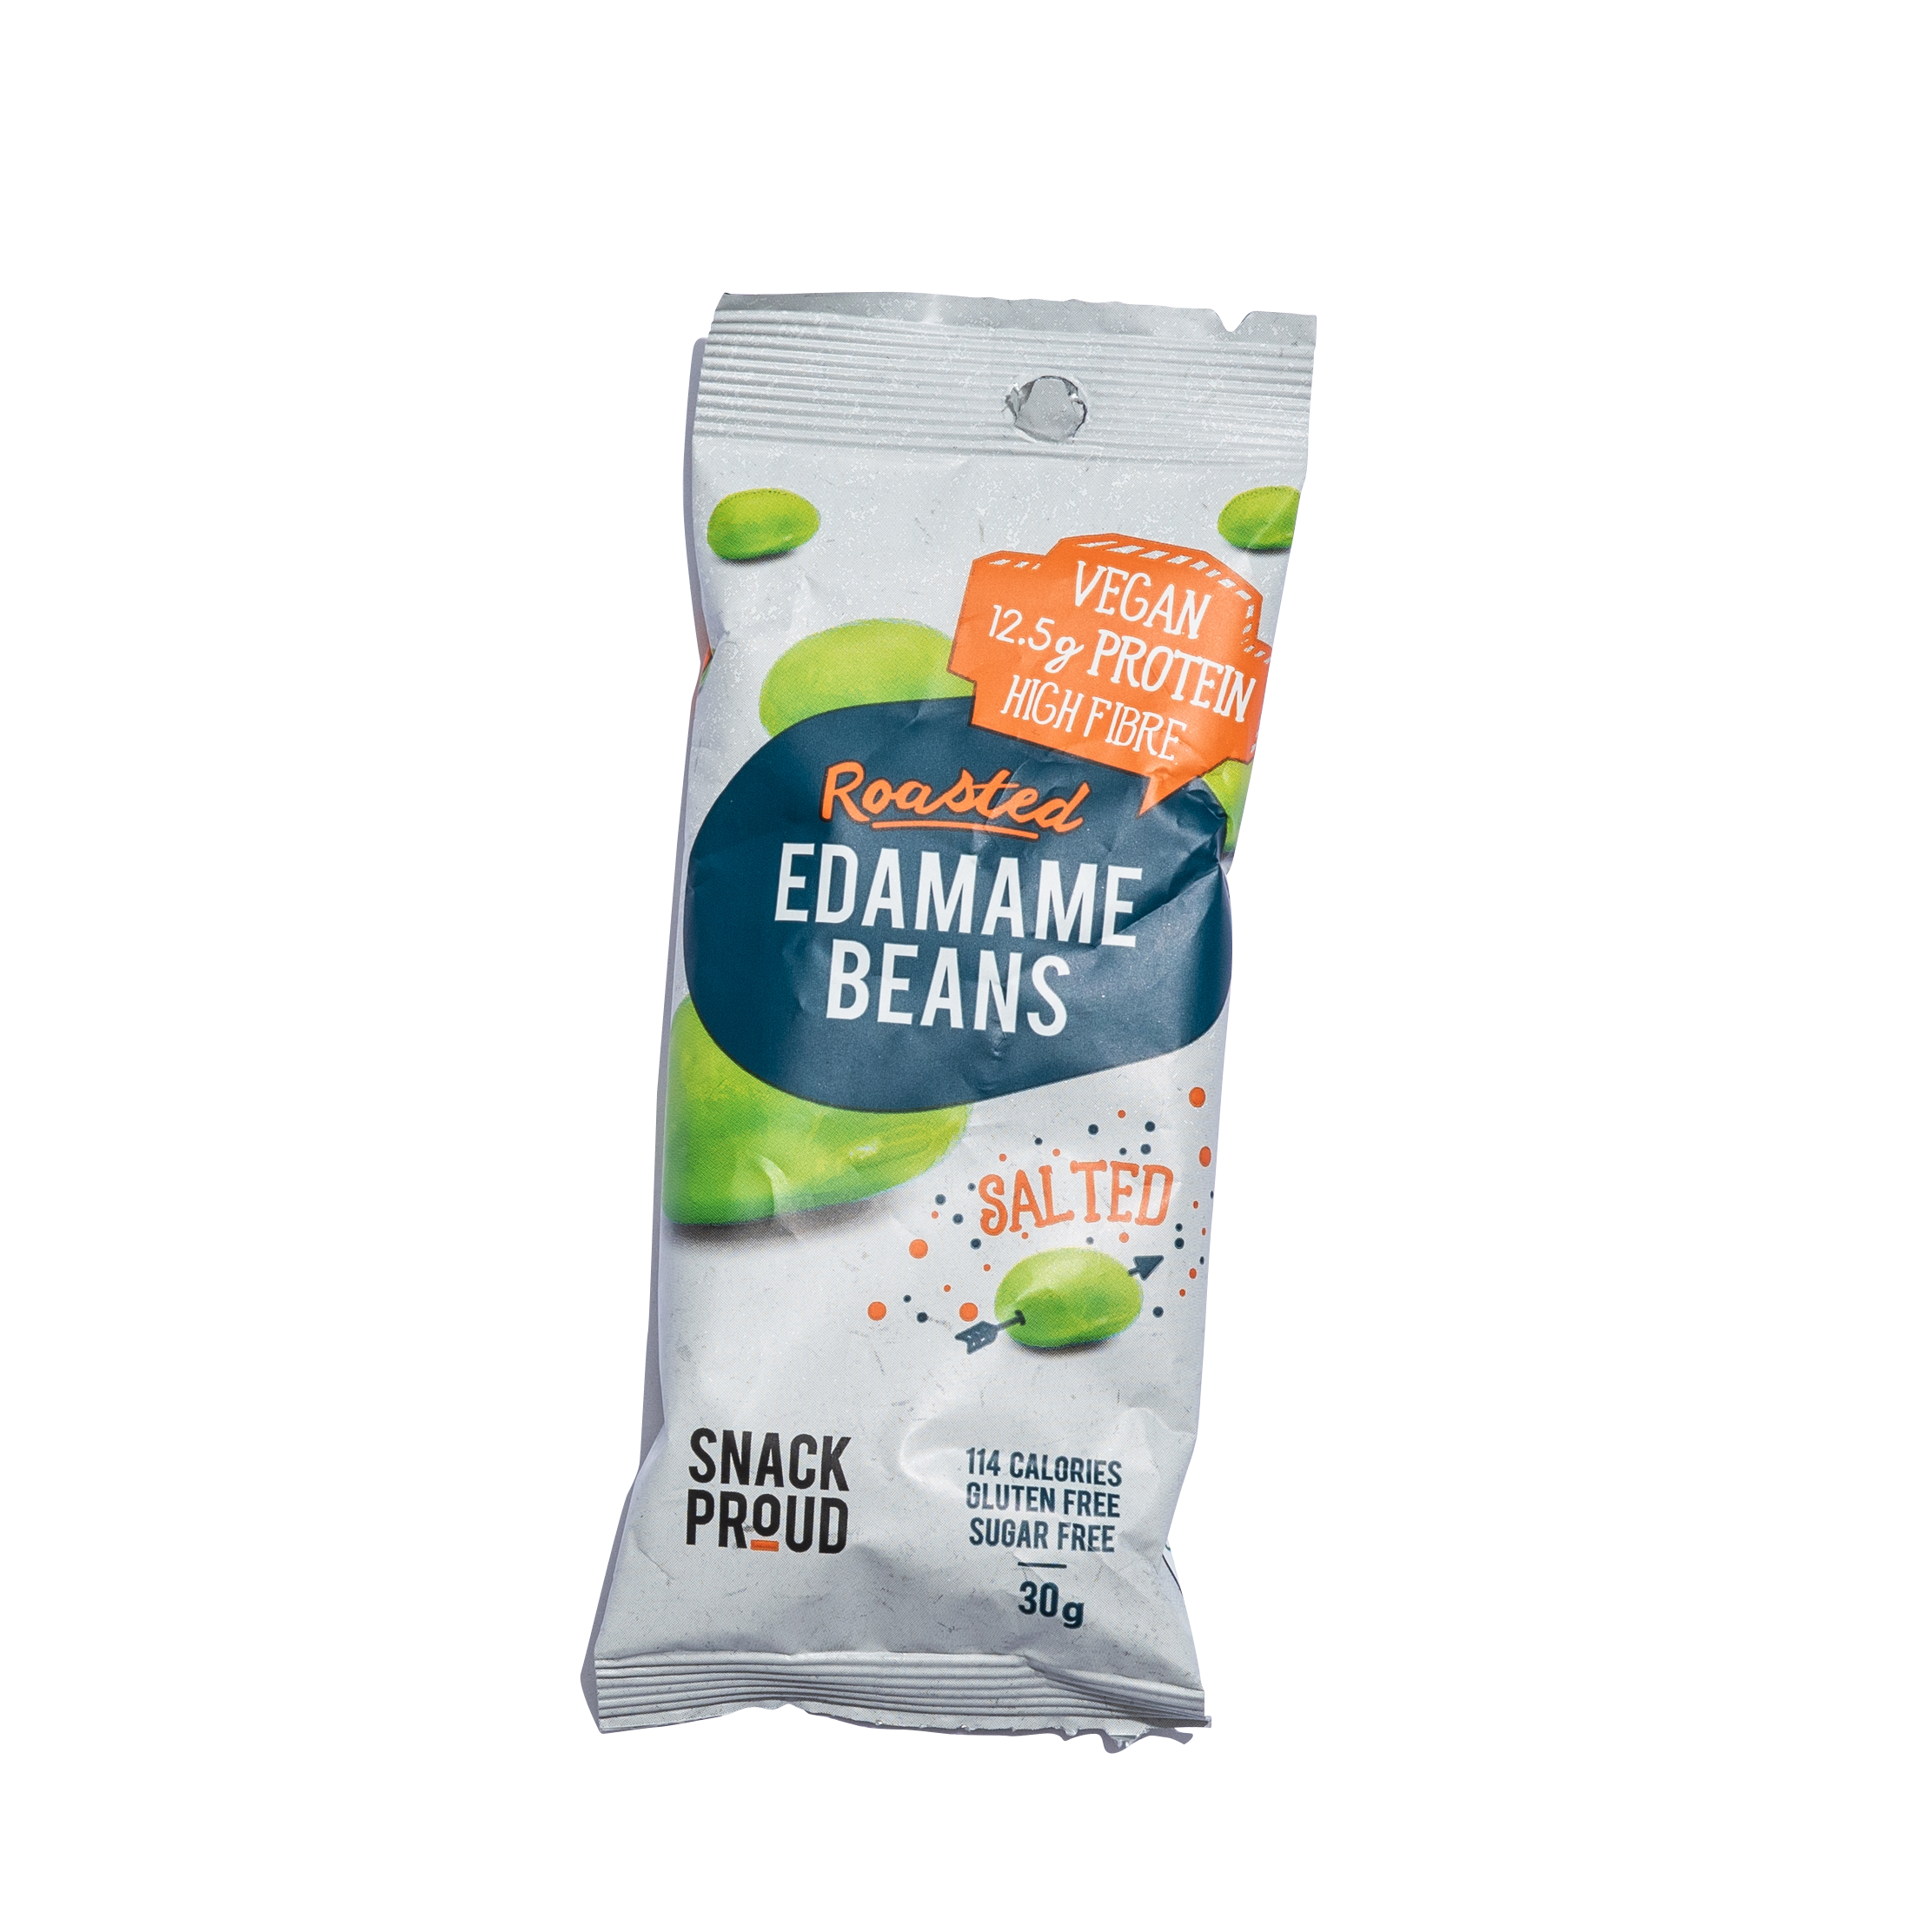 VEGAN
12.5g PROTEIN
HIGH FIBRE
Roasted
EDAMAME
BEANS
SALTED
SNACK
PROUD
114 CALORIES
GLUTEN FREE
SUGAR FREE
30g